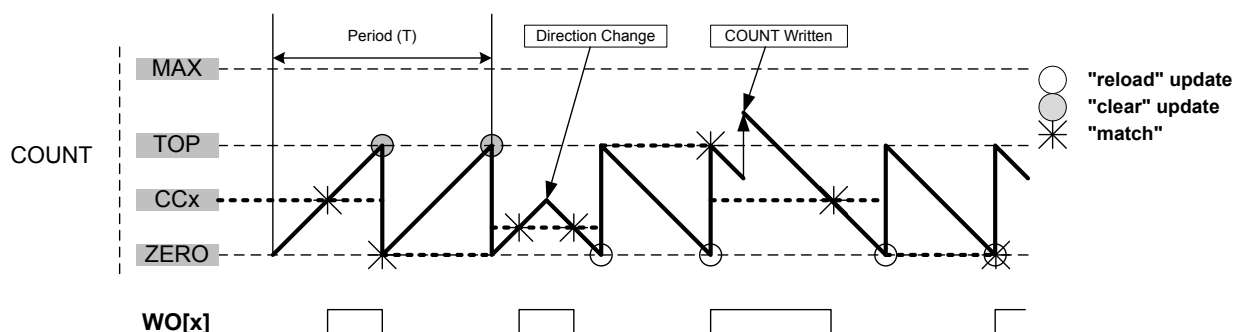 Period (T)
Direction Change
COUNT Written
MAX
"reload" update
"clear" update
TOP
"match"
COUNT
CCx
ZERO
WO[x]